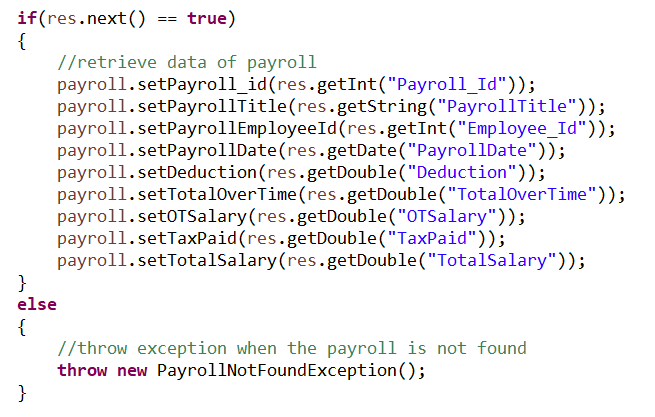 if(res.next() == true)
{
//retrieve data of payroll
payroll.setPayroll_id(res.getInt("Payroll_Id"));
payroll.setPayrollTitle(res.getString("PayrollTitle"));
payroll.setPayrollEmployeeId(res.getInt("Employee_Id"));
payroll.setPayrollDate(res.getDate("PayrollDate"));
payroll.setDeduction(res.getDouble("Deduction"));
payroll.setTotalOverTime(res.getDouble("TotalOverTime"));
payroll.setOTSalary(res.getDouble("OTSalary"));
payroll.setTaxPaid(res.getDouble("TaxPaid"));
payroll.setTotalSalary(res.getDouble("TotalSalary"));
}
else
{
//throw exception when the payroll is not found
throw new PayrollNotFoundException();
}